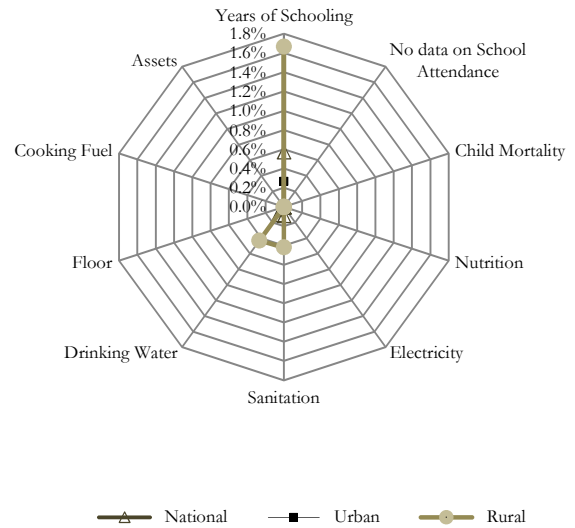 Years of Schooling
1.8%
1.6%
1.4%
1.2%
1.0%
0.8%
0.6%
0.4%
0.2%
0.0%
No data on School
Attendance
Child Mortality
Nutrition
Electricity
Sanitation
Drinking Water
Floor
Cooking Fuel
Assets
National
Urban
Rural